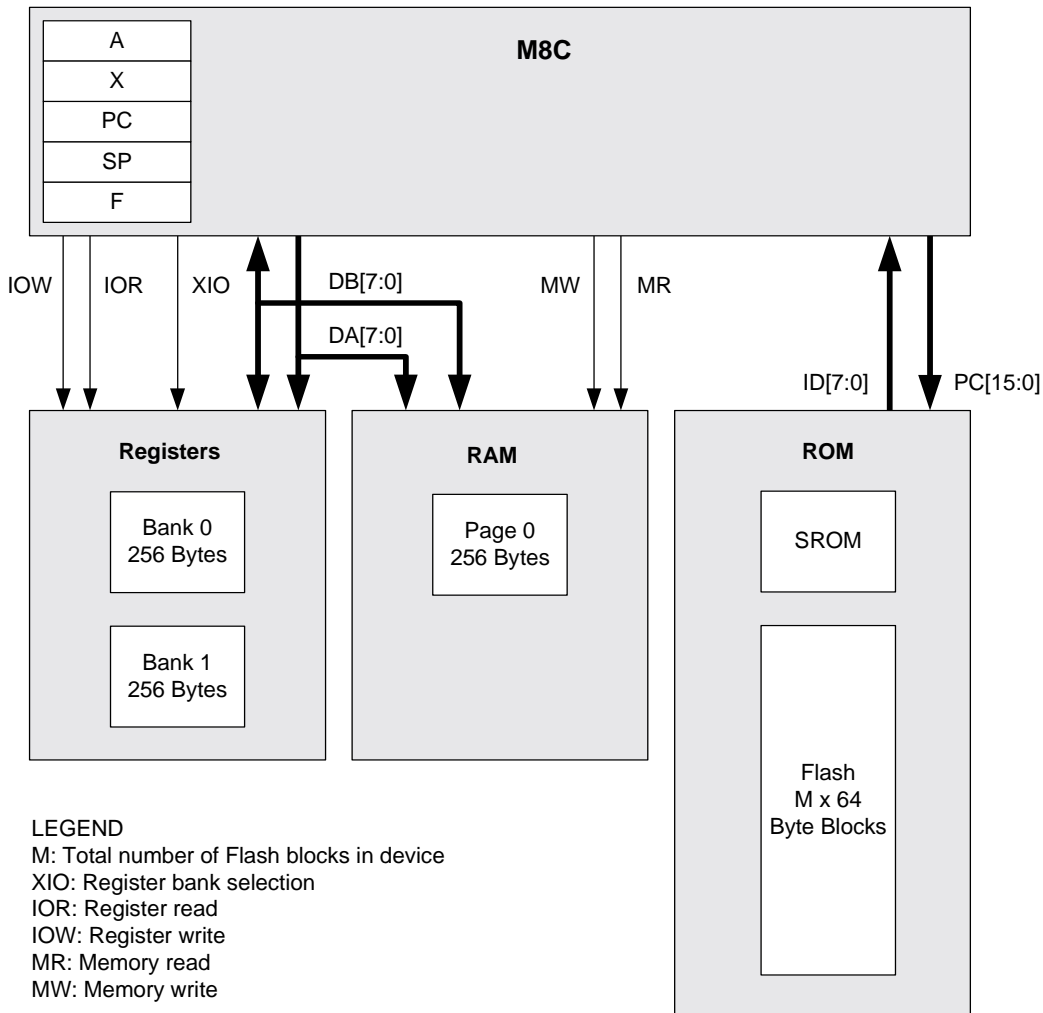 A
M8C
X
PC
SP
F
IOW
IOR
XIO
DB[7:0]
MW
MR
DA[7:0]
ID[7:0]
PC[15:0]
Registers
RAM
ROM
Bank 0
256 Bytes
Page 0
256 Bytes
SROM
Bank 1
256 Bytes
Flash
M x 64
Byte Blocks
LEGEND
M: Total number of Flash blocks in device
XIO: Register bank selection
IOR: Register read
IOW: Register write
MR: Memory read
MW: Memory write